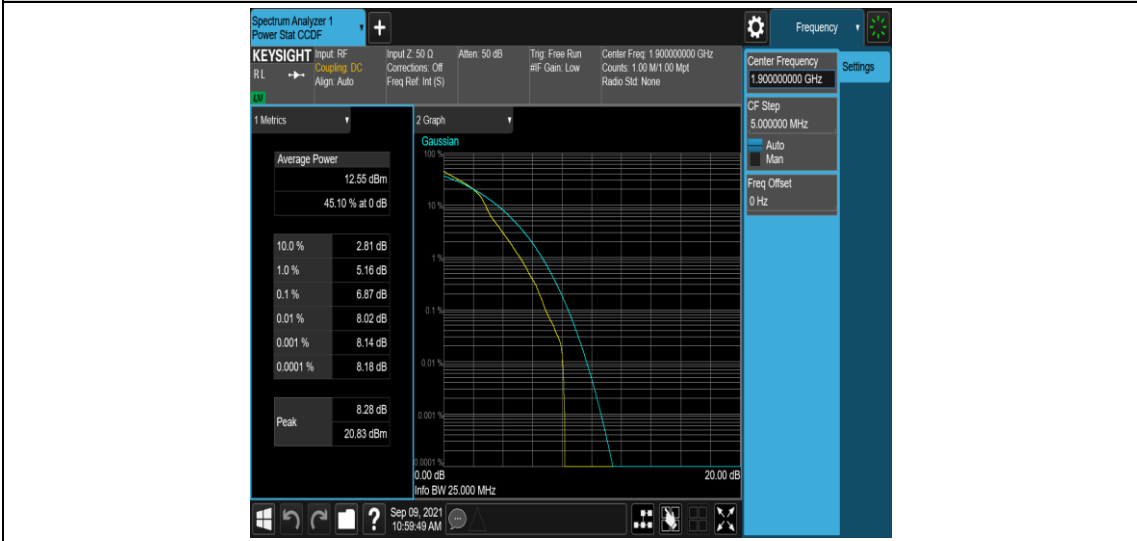 Spectrum Analyzer 1
Power Stat CCDF
+
Frequency
KEYSIGHT
RL
Input: RF
Coupling: DC
Align: Auto
Input Z: 50 Ω
Corrections: Off
Freq Ref: Int (S)
Atten: 50 dB
Trig: Free Run
#IF Gain: Low
Center Freq: 1.900000000 GHz
Counts: 1.00 M/1.00 Mpt
Radio Std: None
Center Frequency
1.900000000 GHz
Settings
CF Step
5.000000 MHz
Auto
Man
Freq Offset
0 Hz
1 Metrics
Average Power
12.55 dBm
45.10 % at 0 dB
10.0 % 2.81 dB
1.0 % 5.16 dB
0.1 % 6.87 dB
0.01 % 8.02 dB
0.001 % 8.14 dB
0.0001 % 8.18 dB
Peak
8.28 dB
20.83 dBm
2 Graph
Gaussian
100 %
10 %
1 %
0.1 %
0.01 %
0.001 %
0.0001 %
0.00 dB
20.00 dB
Info BW 25.000 MHz
?
Sep 09, 2021
10:59:49 AM